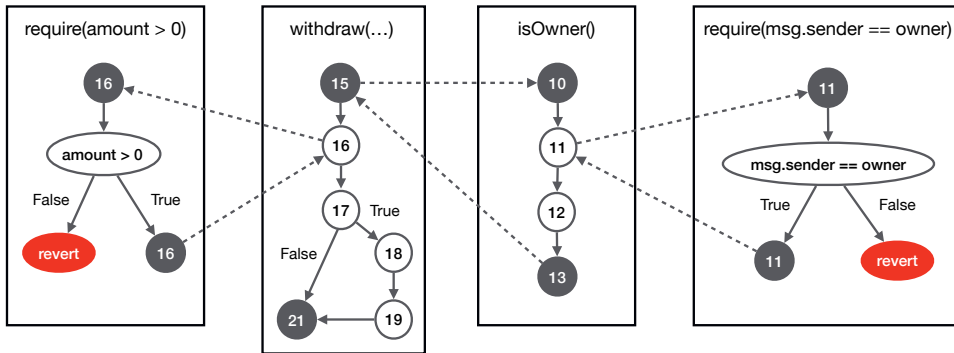 require(amount > 0)
16
amount > 0
False
True
revert
16
withdraw(...)
15
16
17
True
18
False
21
19
isOwner()
10
11
12
13
require(msg.sender == owner)
11
msg.sender == owner
True
False
11
revert